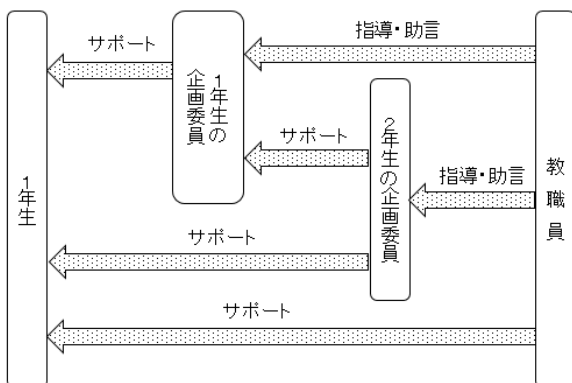 サポート
指導・助言
1年生の
企画委員
サポート
2年生の企画委員
指導・助言
1年生
教職員
サポート
サポート